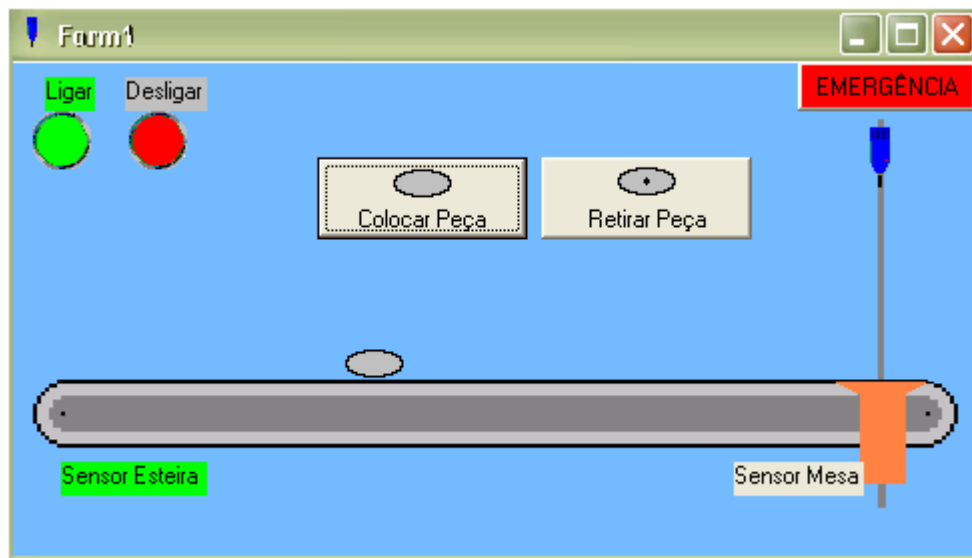 Form1
EMERGÊNCIA
Ligar
Desligar
Colocar Peça
Retirar Peça
Sensor Esteira
Sensor Mesa